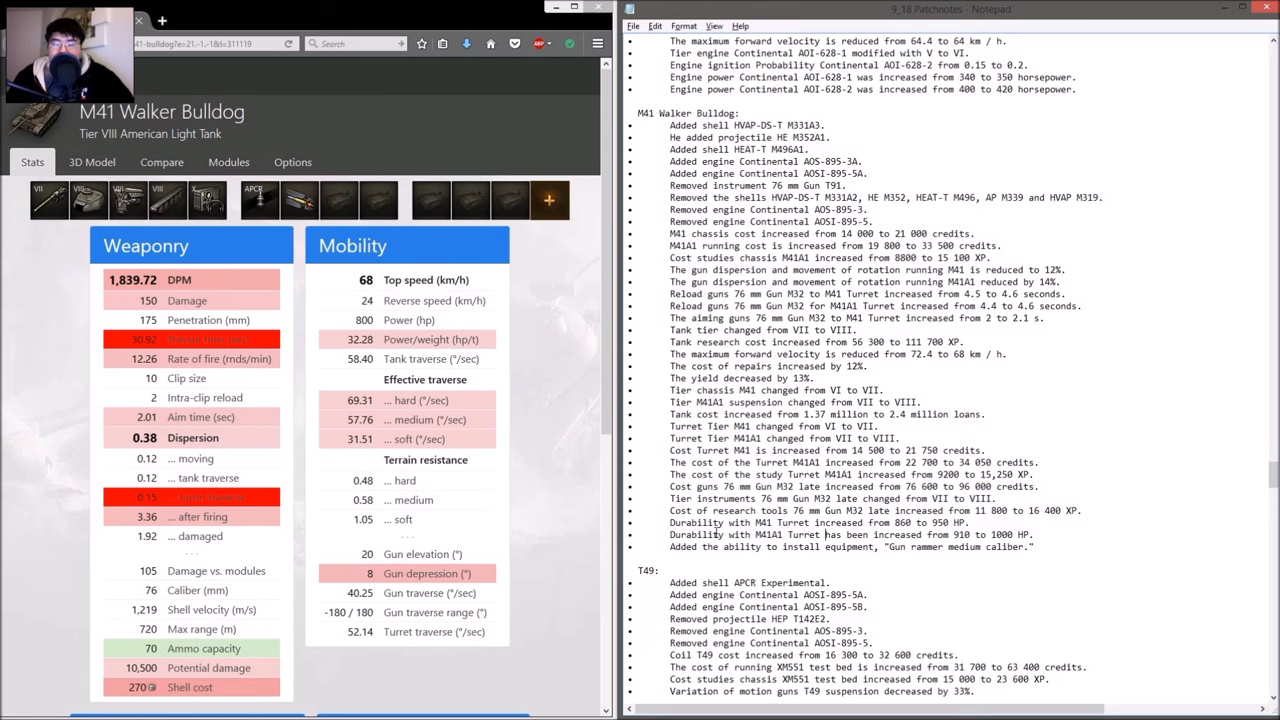 -bulldog?e=21.-1.-1&l=311119
Search
ABP
M41 Walker Bulldog
Tier VIII American Light Tank
Stats
3D Model
Compare
Modules
Options
VII
VIII
VIII
VIII
X
APCR
+
Weaponry
1,839.72 DPM
150 Damage
175 Penetration (mm)
30.92 Reload time (sec)
12.26 Rate of fire (rnds/min)
10 Clip size
2 Intra-clip reload
2.01 Aim time (sec)
0.38 Dispersion
0.12 ... moving
0.12 ... tank traverse
0.15 ... turret traverse
3.36 ... after firing
1.92 ... damaged
105 Damage vs. modules
76 Caliber (mm)
1,219 Shell velocity (m/s)
720 Max range (m)
70 Ammo capacity
10,500 Potential damage
270 Shell cost
Mobility
68 Top speed (km/h)
24 Reverse speed (km/h)
800 Power (hp)
32.28 Power/weight (hp/t)
58.40 Tank traverse (°/sec)
Effective traverse
69.31 ... hard (°/sec)
57.76 ... medium (°/sec)
31.51 ... soft (°/sec)
Terrain resistance
0.48 ... hard
0.58 ... medium
1.05 ... soft
20 Gun elevation (°)
8 Gun depression (°)
40.25 Gun traverse (°/sec)
-180 / 180 Gun traverse range (°)
52.14 Turret traverse (°/sec)
9_18 Patchnotes - Notepad
File Edit Format View Help
• The maximum forward velocity is reduced from 64.4 to 64 km / h.
• Tier engine Continental AOI-628-1 modified with V to VI.
• Engine ignition Probability Continental AOI-628-2 from 0.15 to 0.2.
• Engine power Continental AOI-628-1 was increased from 340 to 350 horsepower.
• Engine power Continental AOI-628-2 was increased from 400 to 420 horsepower.
M41 Walker Bulldog:
• Added shell HVAP-DS-T M331A3.
• He added projectile HE M352A1.
• Added shell HEAT-T M496A1.
• Added engine Continental AOS-895-3A.
• Added engine Continental AOSI-895-5A.
• Removed instrument 76 mm Gun T91.
• Removed the shells HVAP-DS-T M331A2, HE M352, HEAT-T M496, AP M339 and HVAP M319.
• Removed engine Continental AOS-895-3.
• Removed engine Continental AOSI-895-5.
• M41 chassis cost increased from 14 000 to 21 000 credits.
• M41A1 running cost is increased from 19 800 to 33 500 credits.
• Cost studies chassis M41A1 increased from 8800 to 15 100 XP.
• The gun dispersion and movement of rotation running M41 is reduced to 12%.
• The gun dispersion and movement of rotation running M41A1 reduced by 14%.
• Reload guns 76 mm Gun M32 to M41 Turret increased from 4.5 to 4.6 seconds.
• Reload guns 76 mm Gun M32 for M41A1 Turret increased from 4.4 to 4.6 seconds.
• The aiming guns 76 mm Gun M32 to M41 Turret increased from 2 to 2.1 s.
• Tank tier changed from VII to VIII.
• Tank research cost increased from 56 300 to 111 700 XP.
• The maximum forward velocity is reduced from 72.4 to 68 km / h.
• The cost of repairs increased by 12%.
• The yield decreased by 13%.
• Tier chassis M41 changed from VI to VII.
• Tier M41A1 suspension changed from VII to VIII.
• Tank cost increased from 1.37 million to 2.4 million loans.
• Turret Tier M41 changed from VI to VII.
• Turret Tier M41A1 changed from VII to VIII.
• Cost Turret M41 is increased from 14 500 to 21 750 credits.
• The cost of the Turret M41A1 increased from 22 700 to 34 050 credits.
• The cost of the study Turret M41A1 increased from 9200 to 15,250 XP.
• Cost guns 76 mm Gun M32 late increased from 76 600 to 96 000 credits.
• Tier instruments 76 mm Gun M32 late changed from VII to VIII.
• Cost of research tools 76 mm Gun M32 late increased from 11 800 to 16 400 XP.
• Durability with M41 Turret increased from 860 to 950 HP.
• Durability with M41A1 Turret has been increased from 910 to 1000 HP.
• Added the ability to install equipment, "Gun rammer medium caliber."
T49:
• Added shell APCR Experimental.
• Added engine Continental AOSI-895-5A.
• Added engine Continental AOSI-895-5B.
• Removed projectile HEP T142E2.
• Removed engine Continental AOS-895-3.
• Removed engine Continental AOSI-895-5.
• Coil T49 cost increased from 16 300 to 32 600 credits.
• The cost of running XM551 test bed is increased from 31 700 to 63 400 credits.
• Cost studies chassis XM551 test bed increased from 15 000 to 23 600 XP.
• Variation of motion guns T49 suspension decreased by 33%.